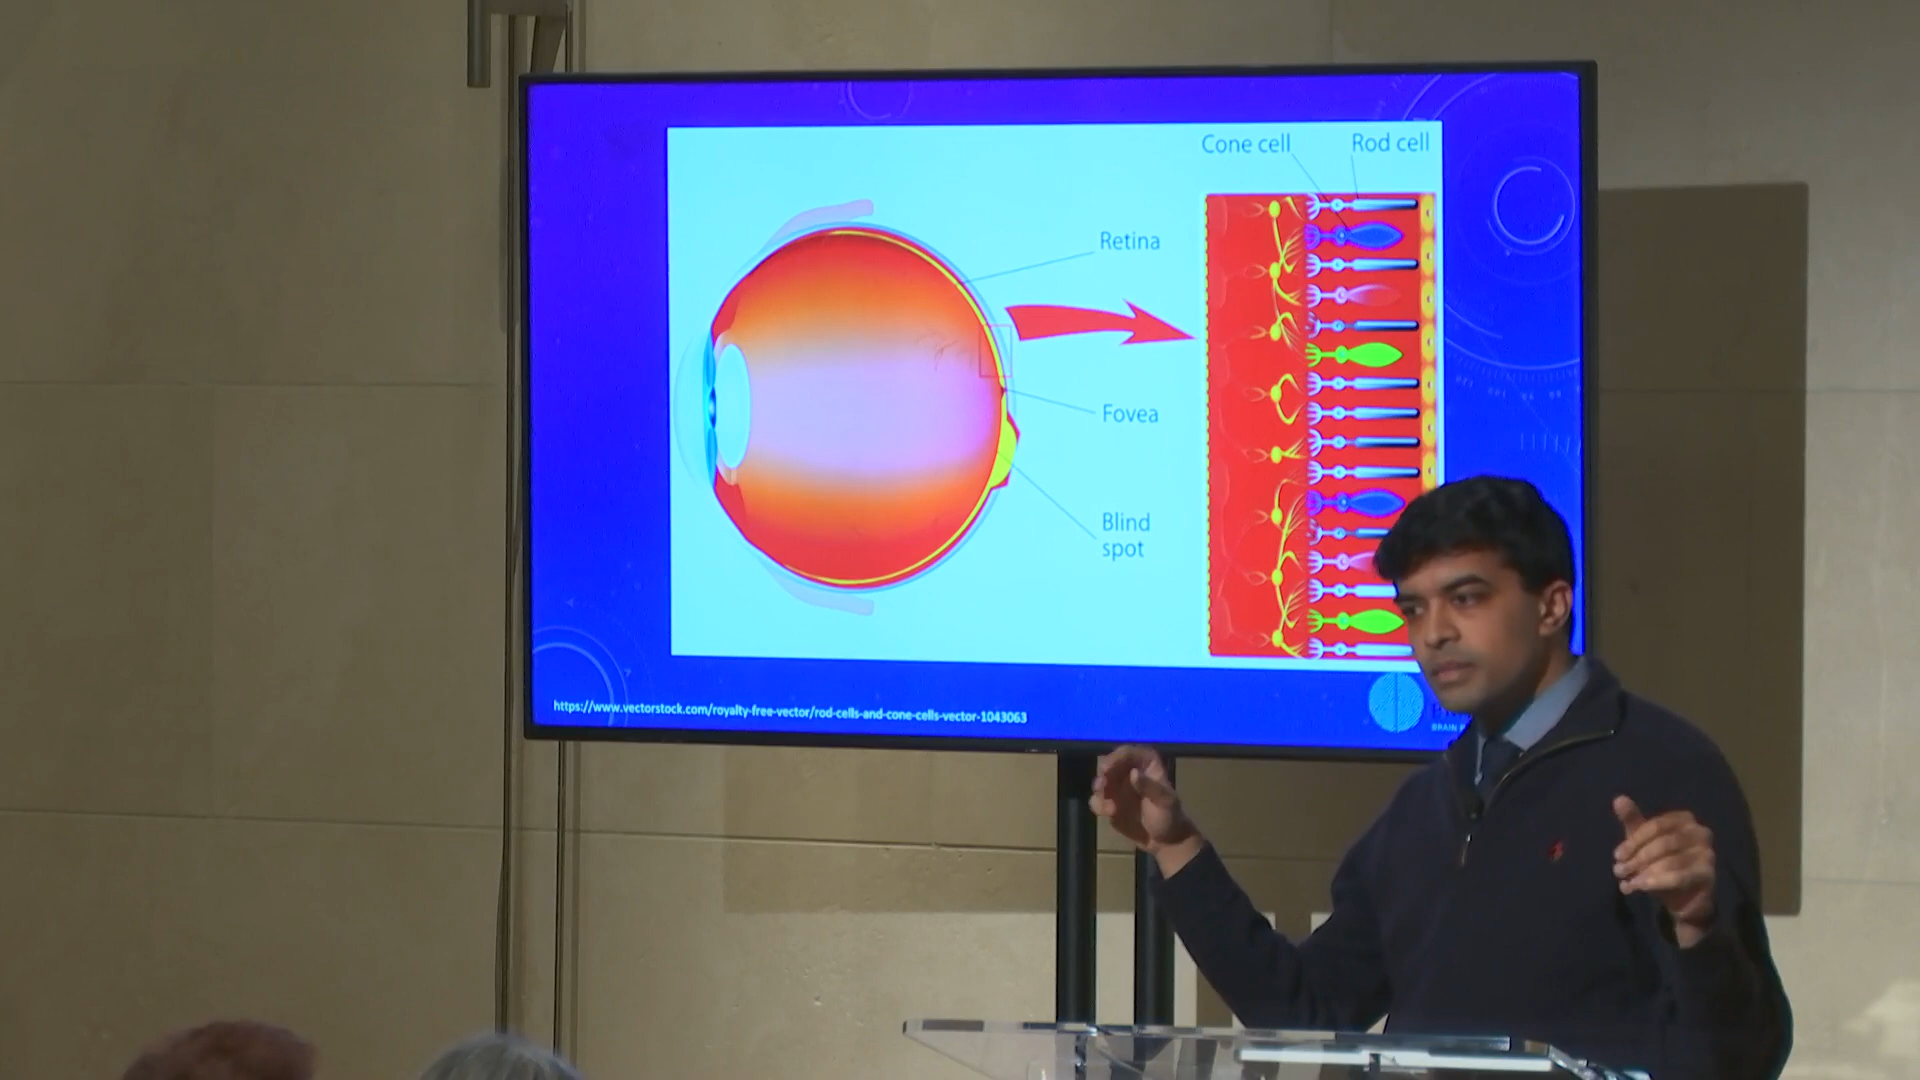 Cone cell
Rod cell
Retina
Fovea
Blind
spot
https://www.vectorstock.com/royalty-free-vector/rod-cells-and-cone-cells-vector-1043063
BRAIN